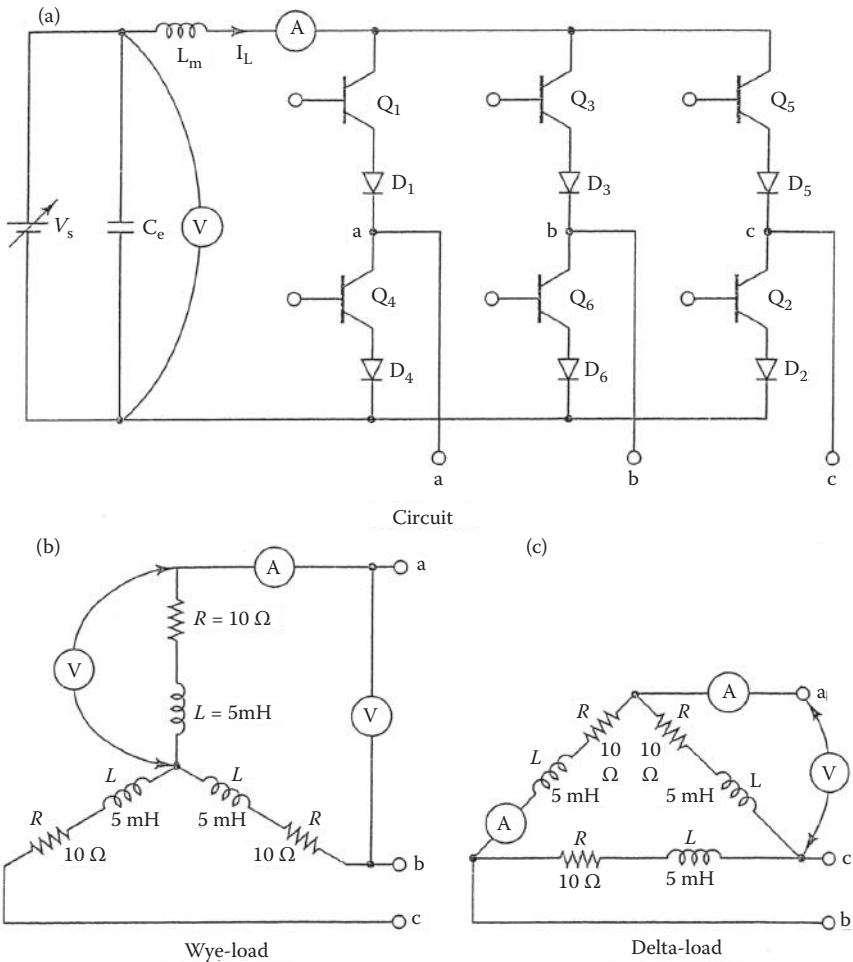 (a)
L_m
I_L
A
Q_1
Q_3
Q_5
D_1
D_3
D_5
V_s
C_e
V
a
b
c
Q_4
Q_6
Q_2
D_4
D_6
D_2
a
b
c
Circuit
(b)
A
a
R = 10 Ω
V
L = 5mH
V
L
L
5 mH
5 mH
R
R
10 Ω
10 Ω
b
c
Wye-load
(c)
A
a
R
R
10
Ω
10
Ω
L
L
5 mH
5 mH
V
A
R
L
10 Ω
5 mH
c
b
Delta-load